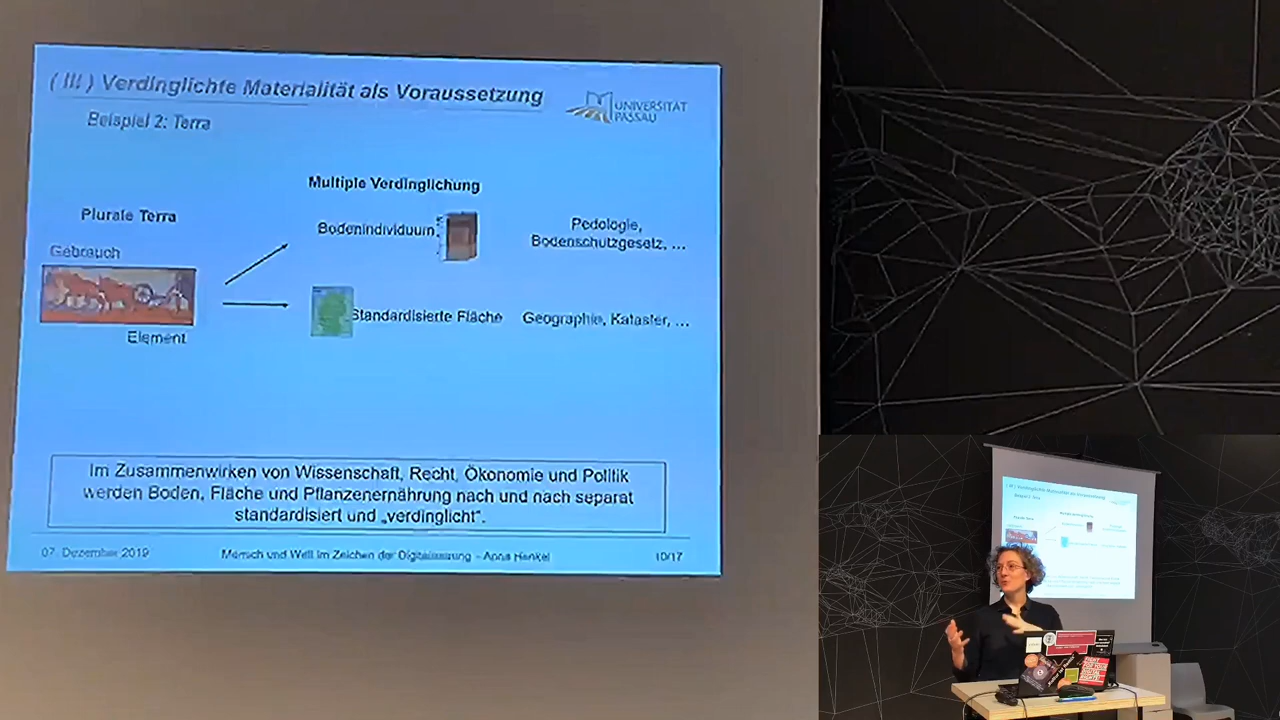 ( III ) Verdinglichte Materialität als Voraussetzung
UNIVERSITÄT
PASSAU
Beispiel 2: Terra
Multiple Verdinglichung
Plurale Terra
Bodenindividuum
Pedologie,
Bodenschutzgesetz, ...
Gebrauch
Standardisierte Fläche
Geographie, Kataster, ...
Element
Im Zusammenwirken von Wissenschaft, Recht, Ökonomie und Politik
werden Boden, Fläche und Pflanzenernährung nach und nach separat
standardisiert und „verdinglicht“.
07. Dezember 2019
Mensch und Welt im Zeichen der Digitalisierung – Anna Henkel
10/17